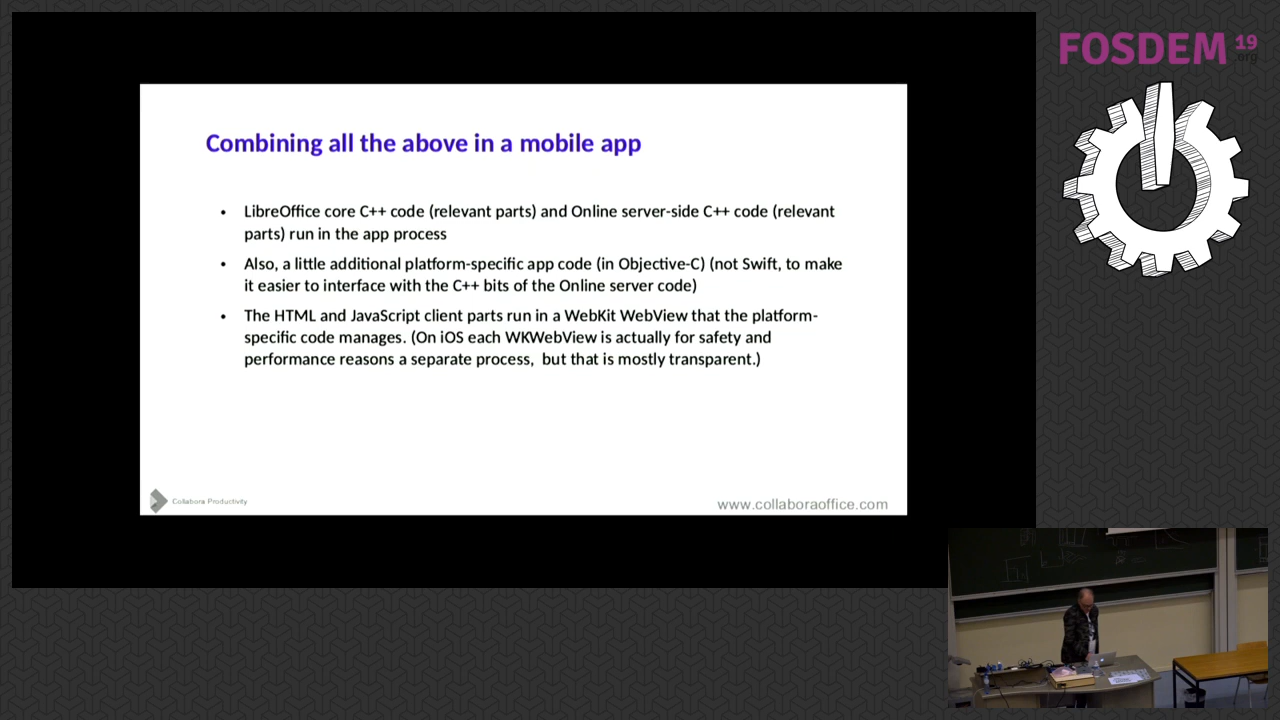 FOSDEM 19
.org
Combining all the above in a mobile app
• LibreOffice core C++ code (relevant parts) and Online server-side C++ code (relevant
parts) run in the app process
• Also, a little additional platform-specific app code (in Objective-C) (not Swift, to make
it easier to interface with the C++ bits of the Online server code)
• The HTML and JavaScript client parts run in a WebKit WebView that the platform-
specific code manages. (On iOS each WKWebView is actually for safety and
performance reasons a separate process,  but that is mostly transparent.)
Collabora Productivity
www.collaboraoffice.com